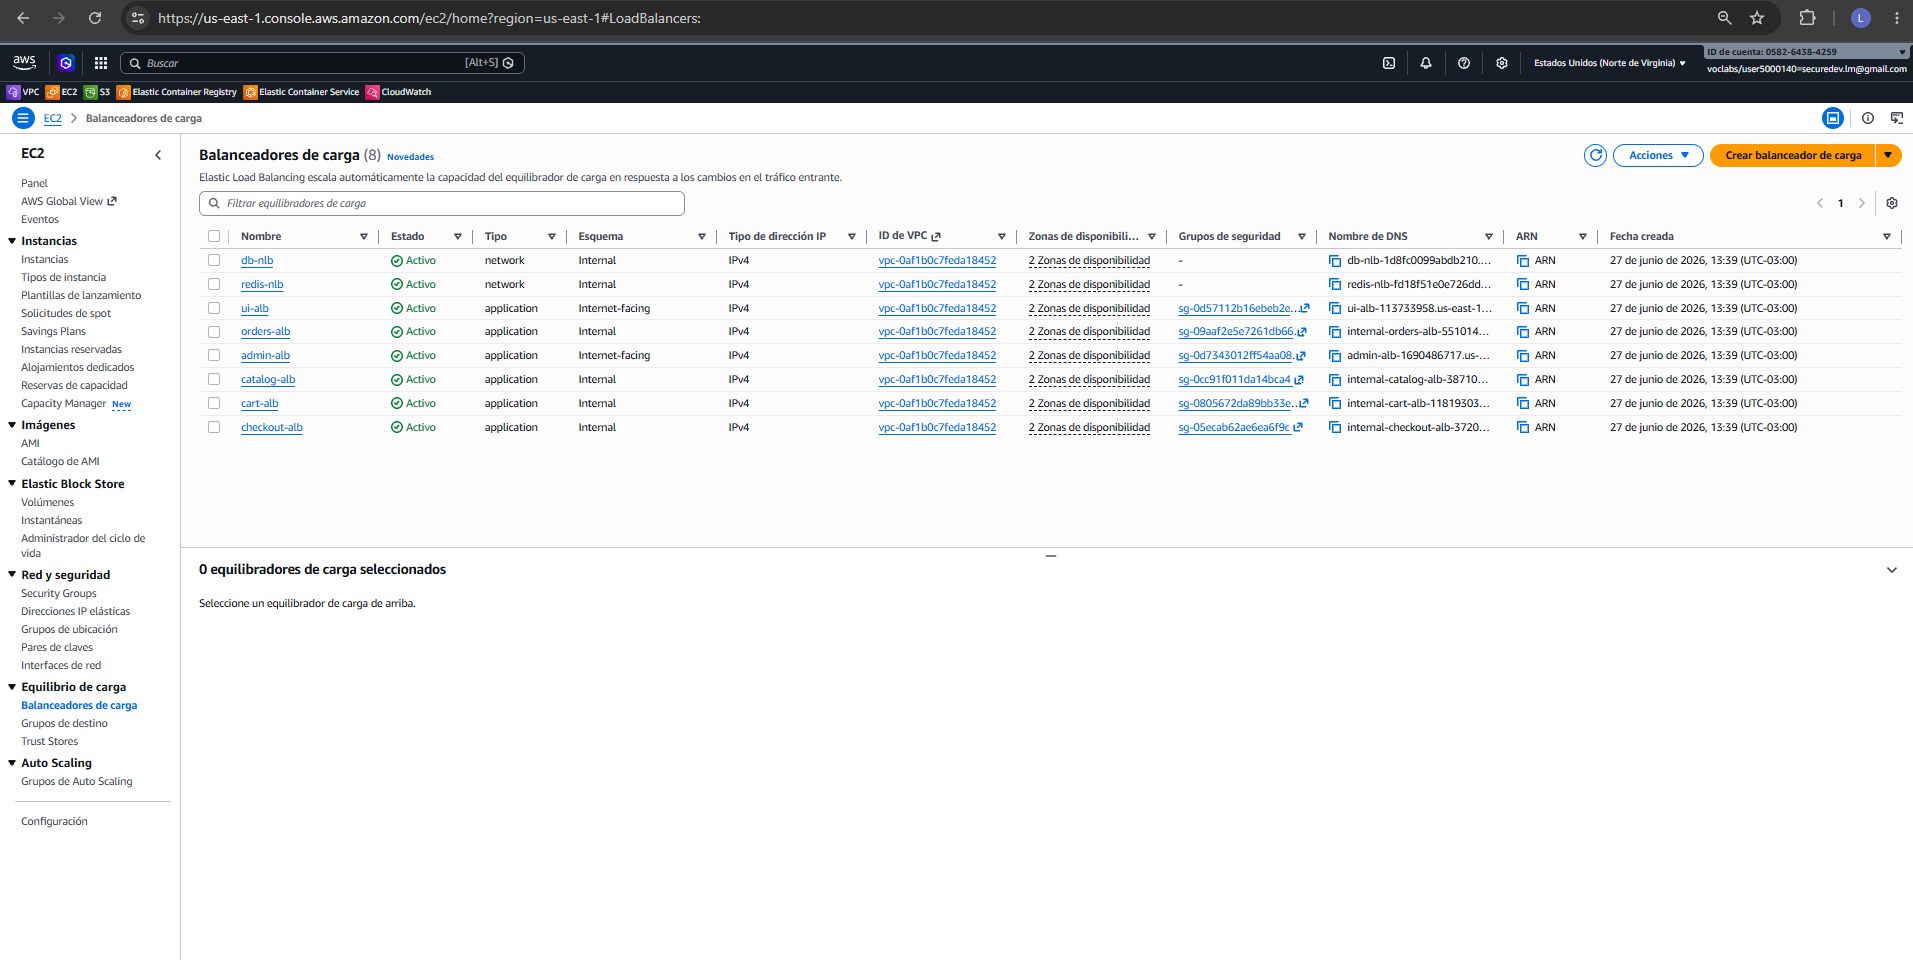 https://us-east-1.console.aws.amazon.com/ec2/home?region=us-east-1#LoadBalancers:
L
aws
Buscar
[Alt+S]
Estados Unidos (Norte de Virginia)
ID de cuenta: 0582-6438-4259
voclabs/user5000140=securedev.lm@gmail.com
VPC EC2 S3 Elastic Container Registry Elastic Container Service CloudWatch
EC2 Balanceadores de carga
EC2
Panel
AWS Global View
Eventos
Instancias
Instancias
Tipos de instancia
Plantillas de lanzamiento
Solicitudes de spot
Savings Plans
Instancias reservadas
Alojamientos dedicados
Reservas de capacidad
Capacity Manager New
Imágenes
AMI
Catálogo de AMI
Elastic Block Store
Volúmenes
Instantáneas
Administrador del ciclo de
vida
Red y seguridad
Security Groups
Direcciones IP elásticas
Grupos de ubicación
Pares de claves
Interfaces de red
Equilibrio de carga
Balanceadores de carga
Grupos de destino
Trust Stores
Auto Scaling
Grupos de Auto Scaling
Configuración
Balanceadores de carga (8) Novedades
Acciones
Crear balanceador de carga
Elastic Load Balancing escala automáticamente la capacidad del equilibrador de carga en respuesta a los cambios en el tráfico entrante.
Filtrar equilibradores de carga
1
Nombre Estado Tipo Esquema Tipo de dirección IP ID de VPC Zonas de disponibili... Grupos de seguridad Nombre de DNS ARN Fecha creada
db-nlb Activo network Internal IPv4 vpc-0af1b0c7feda18452 2 Zonas de disponibilidad - db-nlb-1d8fc0099abdb210.... ARN 27 de junio de 2026, 13:39 (UTC-03:00)
redis-nlb Activo network Internal IPv4 vpc-0af1b0c7feda18452 2 Zonas de disponibilidad - redis-nlb-fd18f51e0e726dd... ARN 27 de junio de 2026, 13:39 (UTC-03:00)
ui-alb Activo application Internet-facing IPv4 vpc-0af1b0c7feda18452 2 Zonas de disponibilidad sg-0d57112b16ebeb2e... ui-alb-113733958.us-east-1... ARN 27 de junio de 2026, 13:39 (UTC-03:00)
orders-alb Activo application Internal IPv4 vpc-0af1b0c7feda18452 2 Zonas de disponibilidad sg-09aaf2e5e7261db66... internal-orders-alb-551014... ARN 27 de junio de 2026, 13:39 (UTC-03:00)
admin-alb Activo application Internet-facing IPv4 vpc-0af1b0c7feda18452 2 Zonas de disponibilidad sg-0d7343012ff54aa08... admin-alb-1690486717.us-... ARN 27 de junio de 2026, 13:39 (UTC-03:00)
catalog-alb Activo application Internal IPv4 vpc-0af1b0c7feda18452 2 Zonas de disponibilidad sg-0cc91f011da14bca4 internal-catalog-alb-38710... ARN 27 de junio de 2026, 13:39 (UTC-03:00)
cart-alb Activo application Internal IPv4 vpc-0af1b0c7feda18452 2 Zonas de disponibilidad sg-0805672da89bb33e... internal-cart-alb-11819303... ARN 27 de junio de 2026, 13:39 (UTC-03:00)
checkout-alb Activo application Internal IPv4 vpc-0af1b0c7feda18452 2 Zonas de disponibilidad sg-05ecab62ae6ea6f9c internal-checkout-alb-3720... ARN 27 de junio de 2026, 13:39 (UTC-03:00)
0 equilibradores de carga seleccionados
Seleccione un equilibrador de carga de arriba.